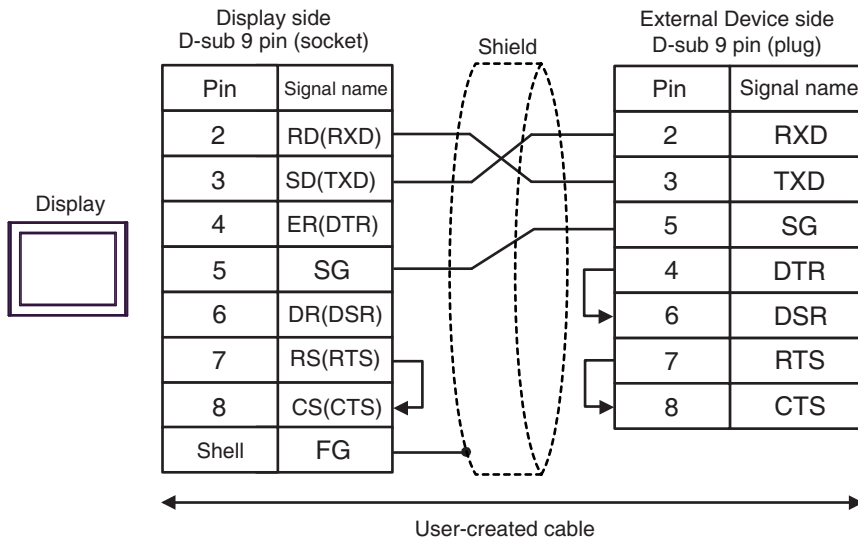 Display side
D-sub 9 pin (socket)
Shield
External Device side
D-sub 9 pin (plug)
Display
Pin Signal name
2 RD(RXD)
3 SD(TXD)
4 ER(DTR)
5 SG
6 DR(DSR)
7 RS(RTS)
8 CS(CTS)
Shell FG
Pin Signal name
2 RXD
3 TXD
5 SG
4 DTR
6 DSR
7 RTS
8 CTS
User-created cable